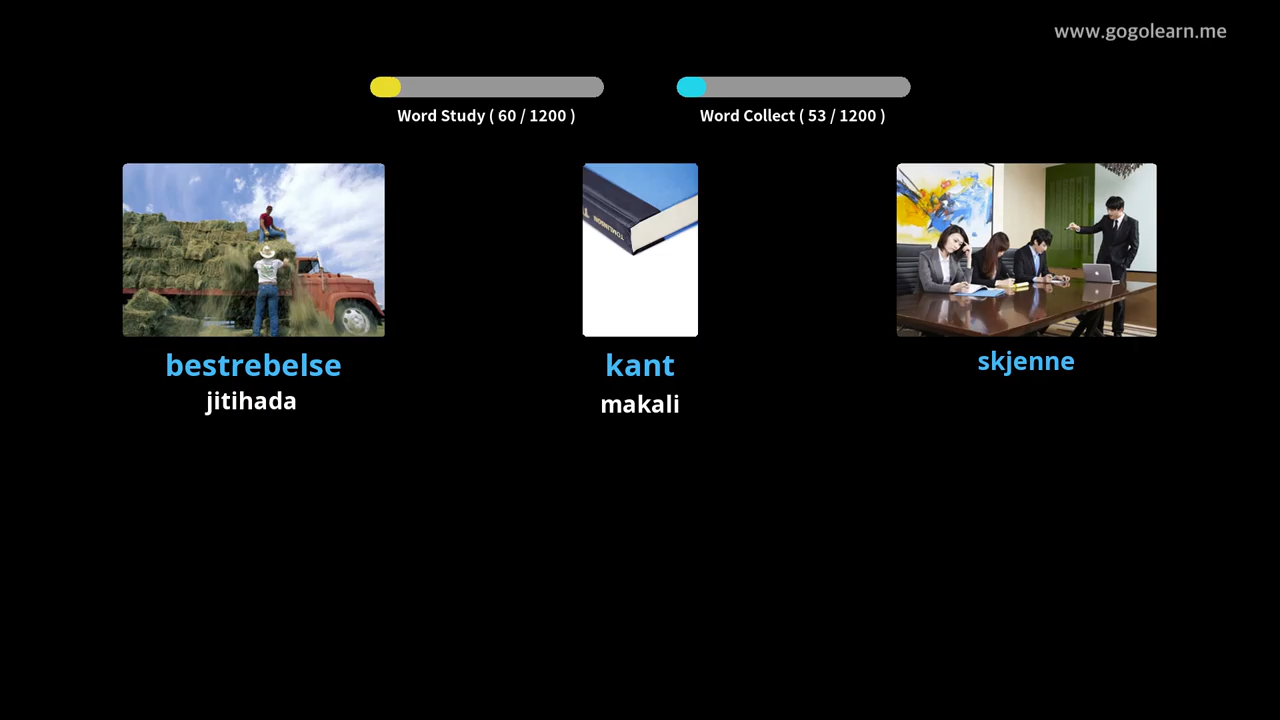 www.gogolearn.me
Word Study ( 60 / 1200 )
Word Collect ( 53 / 1200 )
bestrebelse
jitihada
kant
makali
skjenne